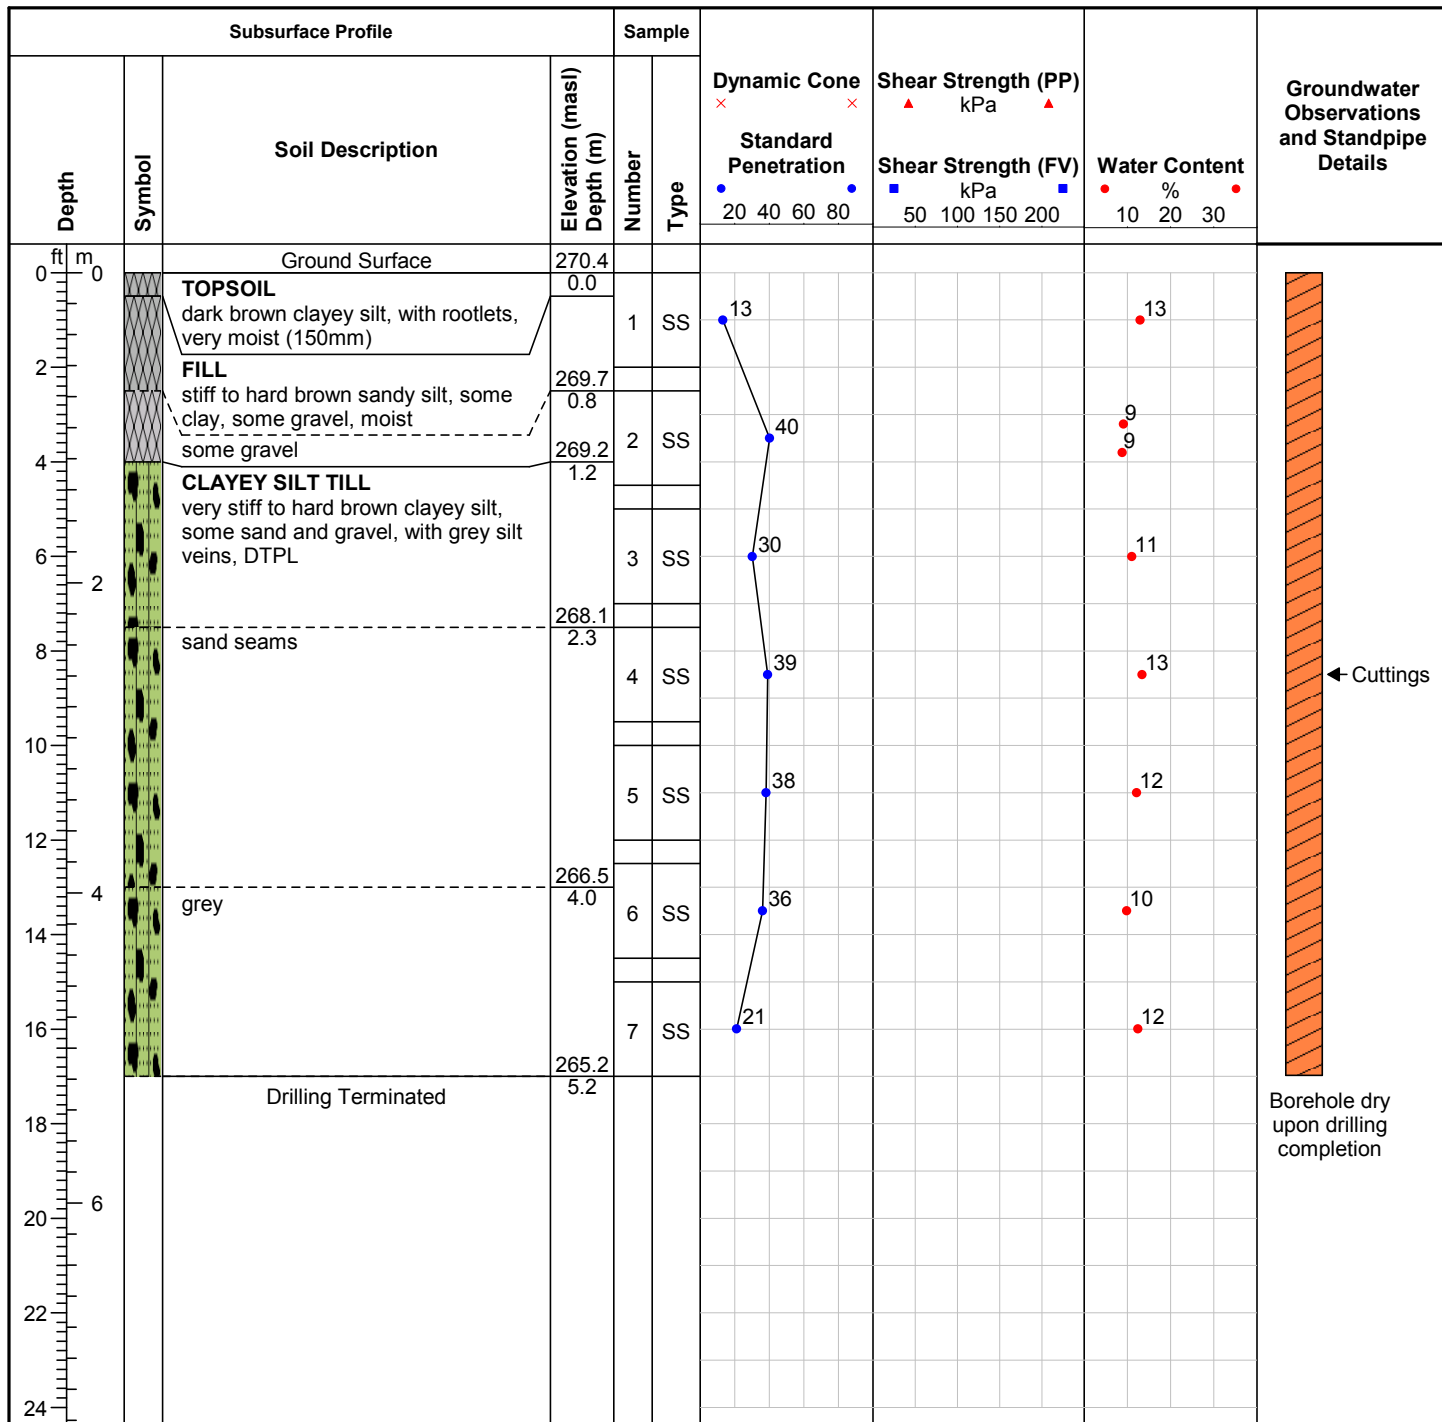 Subsurface Profile
Sample
Depth
Symbol
Soil Description
Elevation (masl)
Depth (m)
Number
Type
Dynamic Cone
Standard
Penetration
20 40 60 80
Shear Strength (PP)
kPa
Shear Strength (FV)
kPa
50 100 150 200
Water Content
%
10 20 30
Groundwater
Observations
and Standpipe
Details
ft m
Ground Surface
270.4
0 0
0.0
TOPSOIL
dark brown clayey silt, with rootlets,
very moist (150mm)
1 SS
13
13
2
FILL
269.7
stiff to hard brown sandy silt, some
clay, some gravel, moist
0.8
2 SS
40
9
9
some gravel
269.2
4
1.2
CLAYEY SILT TILL
very stiff to hard brown clayey silt,
some sand and gravel, with grey silt
veins, DTPL
3 SS
30
11
6
2
268.1
2.3
sand seams
8
4 SS
39
13
Cuttings
10
5 SS
38
12
12
266.5
4
4.0
grey
6 SS
36
10
14
16
7 SS
21
12
265.2
5.2
Drilling Terminated
Borehole dry
upon drilling
completion
18
6
20
22
24